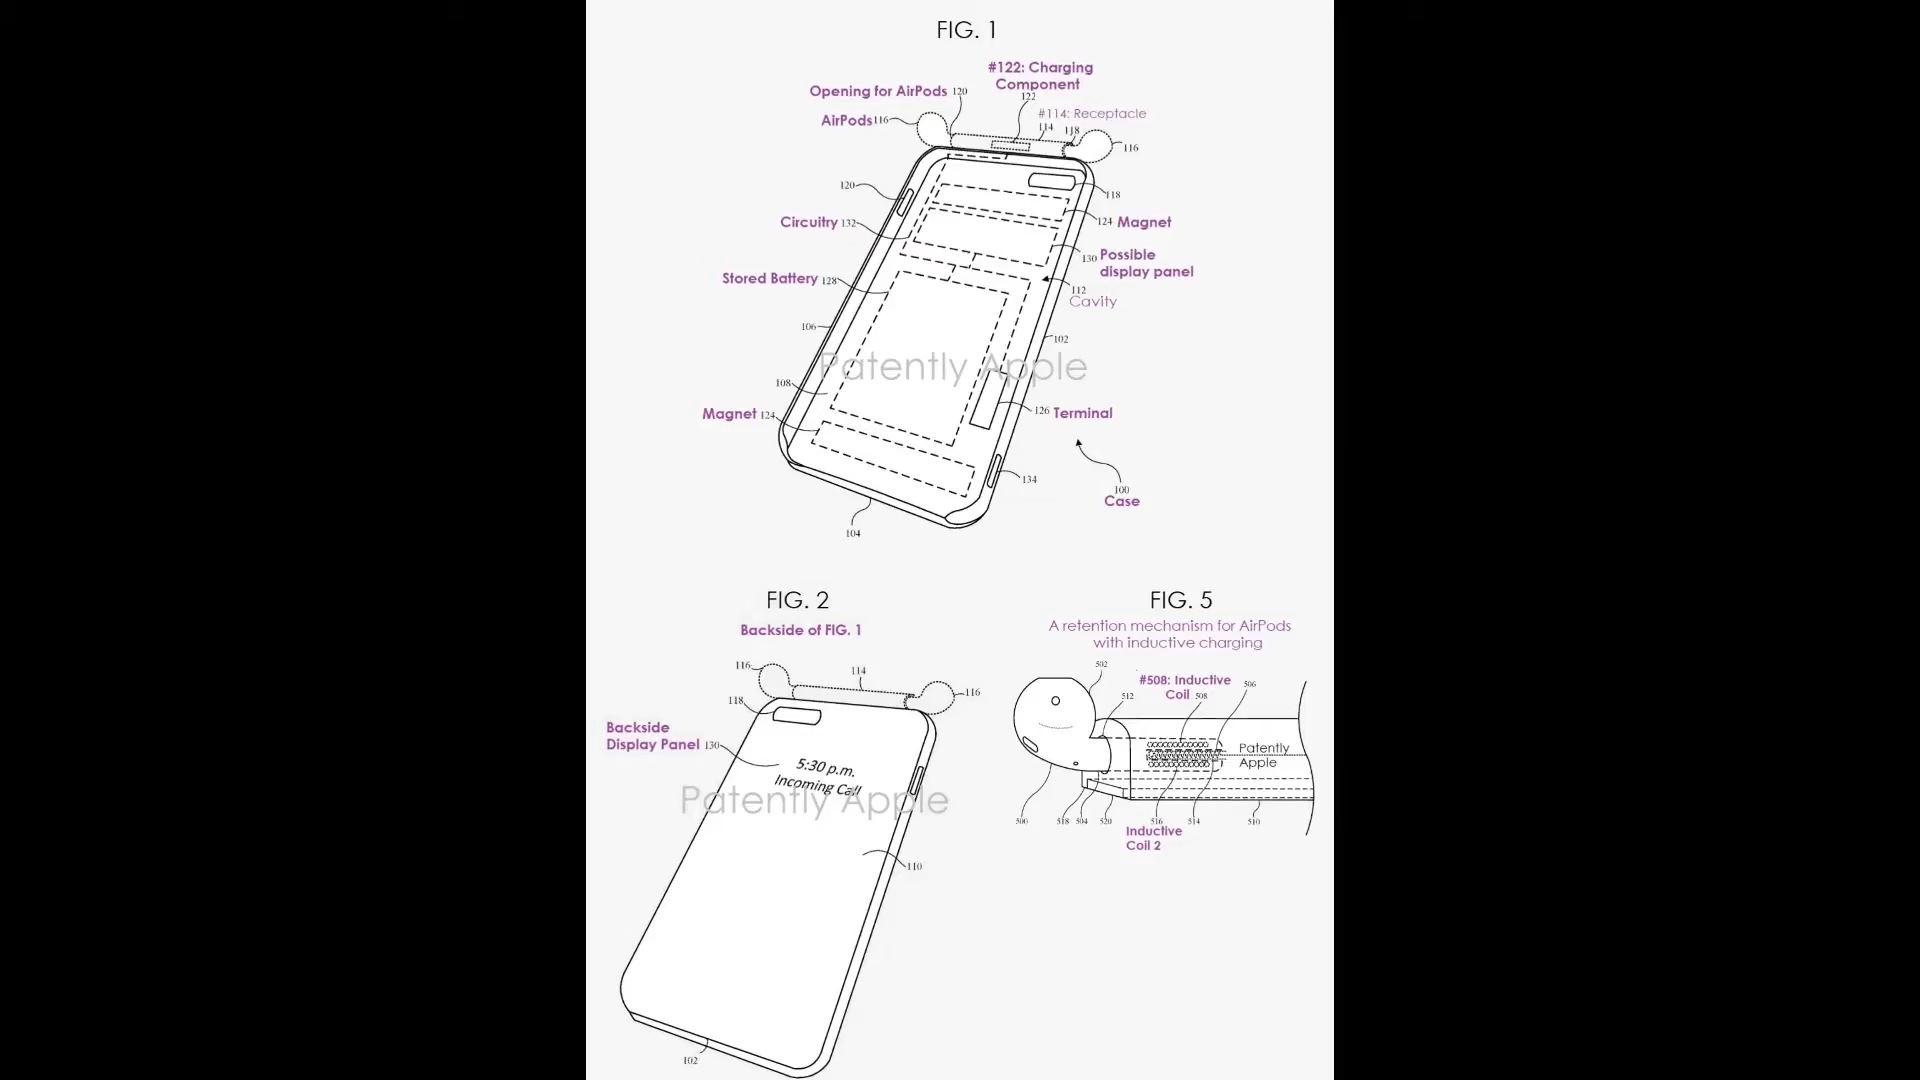 FIG. 1
#122: Charging
Component
Opening for AirPods 120
122
#114: Receptacle
AirPods 116
114
118
116
120
118
Circuitry 132
124 Magnet
130 Possible
display panel
Stored Battery 128
112
Cavity
106
102
Patently Apple
108
Magnet 124
126 Terminal
134
100
Case
104
FIG. 2
Backside of FIG. 1
116
114
116
118
Backside
Display Panel 130
5:30 p.m.
Incoming Call
Patently Apple
110
102
FIG. 5
A retention mechanism for AirPods
with inductive charging
502
#508: Inductive
Coil 508
506
512
Patently
Apple
500
518
504
520
516
514
510
Inductive
Coil 2